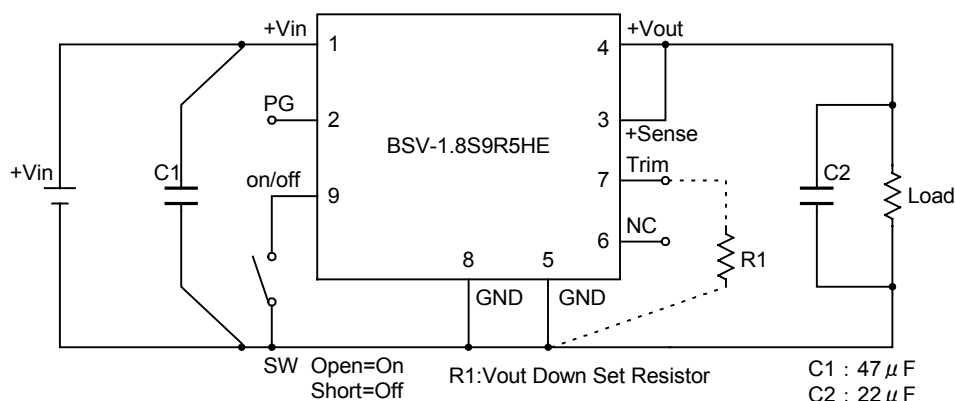 +Vin
+Vout
1
4
PG
2
3
+Sense
BSV-1.8S9R5HE
Trim
+Vin
C1
on/off
9
7
C2
Load
NC
6
R1
8
5
GND
GND
SW
Open=On
Short=Off
R1:Vout Down Set Resistor
C1 : 47 μ F
C2 : 22 μ F